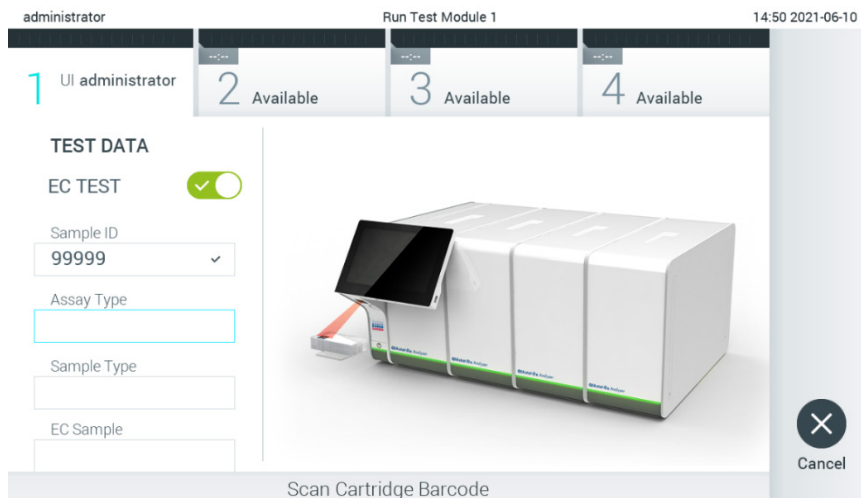 administrator
Run Test Module 1
14:50 2021-06-10
1 UI administrator
--:--
2 Available
--:--
3 Available
--:--
4 Available
TEST DATA
EC TEST
Sample ID
99999
Assay Type
Sample Type
EC Sample
Cancel
Scan Cartridge Barcode